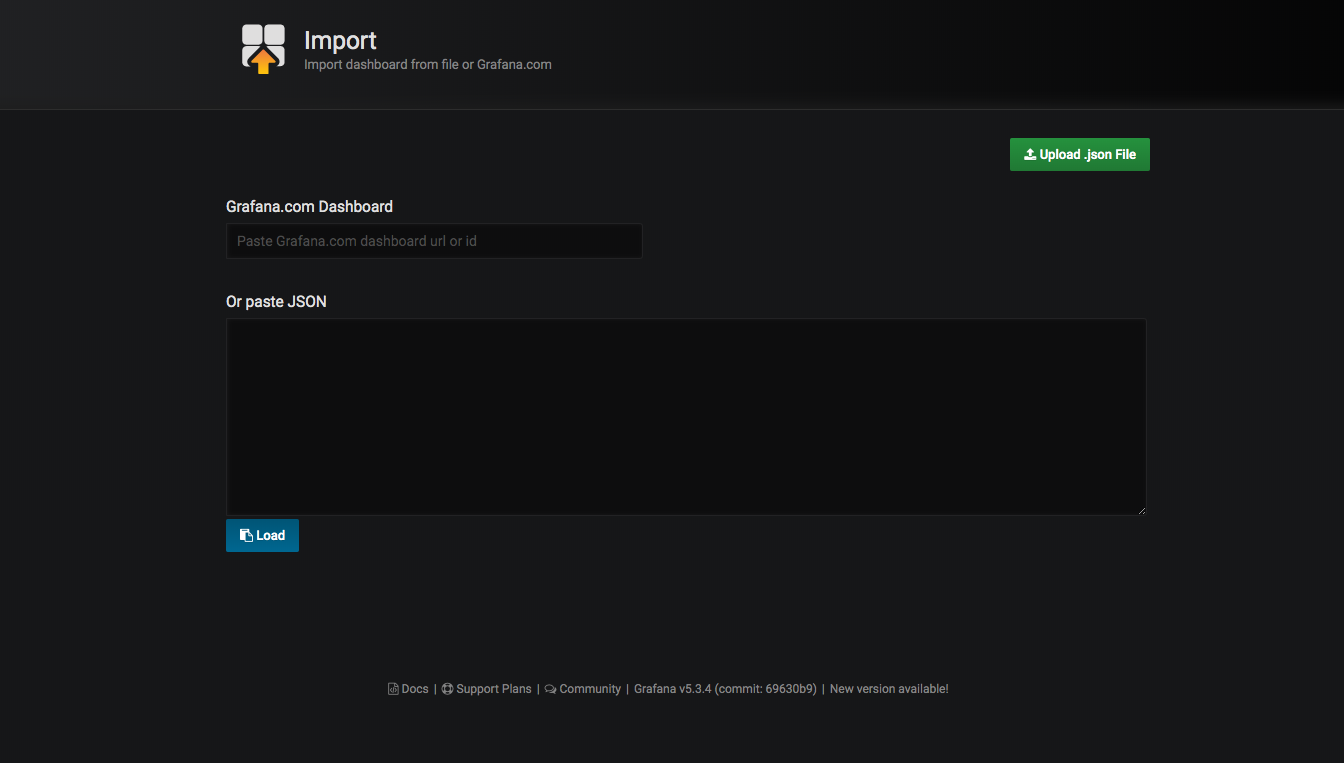 Import
Import dashboard from file or Grafana.com
Upload .json File
Grafana.com Dashboard
Paste Grafana.com dashboard url or id
Or paste JSON
Load
Docs | Support Plans | Community | Grafana v5.3.4 (commit: 69630b9) | New version available!